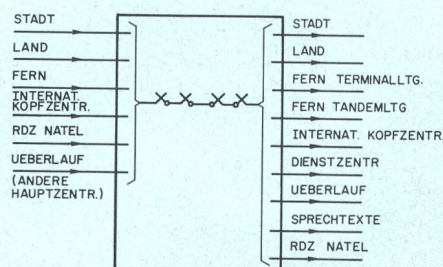 STADT
LAND
FERN
INTERNAT.
KOPFZENTR.
RDZ NATEL
UEBERLAUF
(ANDERE
HAUPTZENTR.)
STADT
LAND
FERN TERMINALLTG.
FERN TANDEMLTG
INTERNAT. KOPFZENTR.
DIENSTZENTR
UEBERLAUF
SPRECHTEXTE
RDZ NATEL